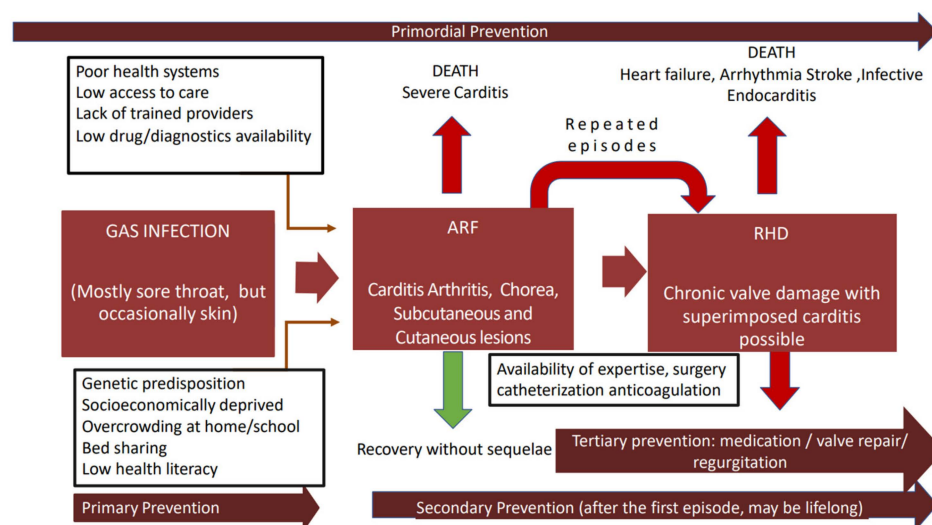 Primordial Prevention
Poor health systems
Low access to care
Lack of trained providers
Low drug/diagnostics availability
DEATH
Severe Carditis
DEATH
Heart failure, Arrhythmia Stroke ,Infective
Endocarditis
Repeated
episodes
GAS INFECTION
(Mostly sore throat, but
occasionally skin)
ARF
Carditis Arthritis, Chorea,
Subcutaneous and
Cutaneous lesions
RHD
Chronic valve damage with
superimposed carditis
possible
Genetic predisposition
Socioeconomically deprived
Overcrowding at home/school
Bed sharing
Low health literacy
Availability of expertise, surgery
catheterization anticoagulation
Recovery without sequelae
Tertiary prevention: medication / valve repair/
regurgitation
Primary Prevention
Secondary Prevention (after the first episode, may be lifelong)